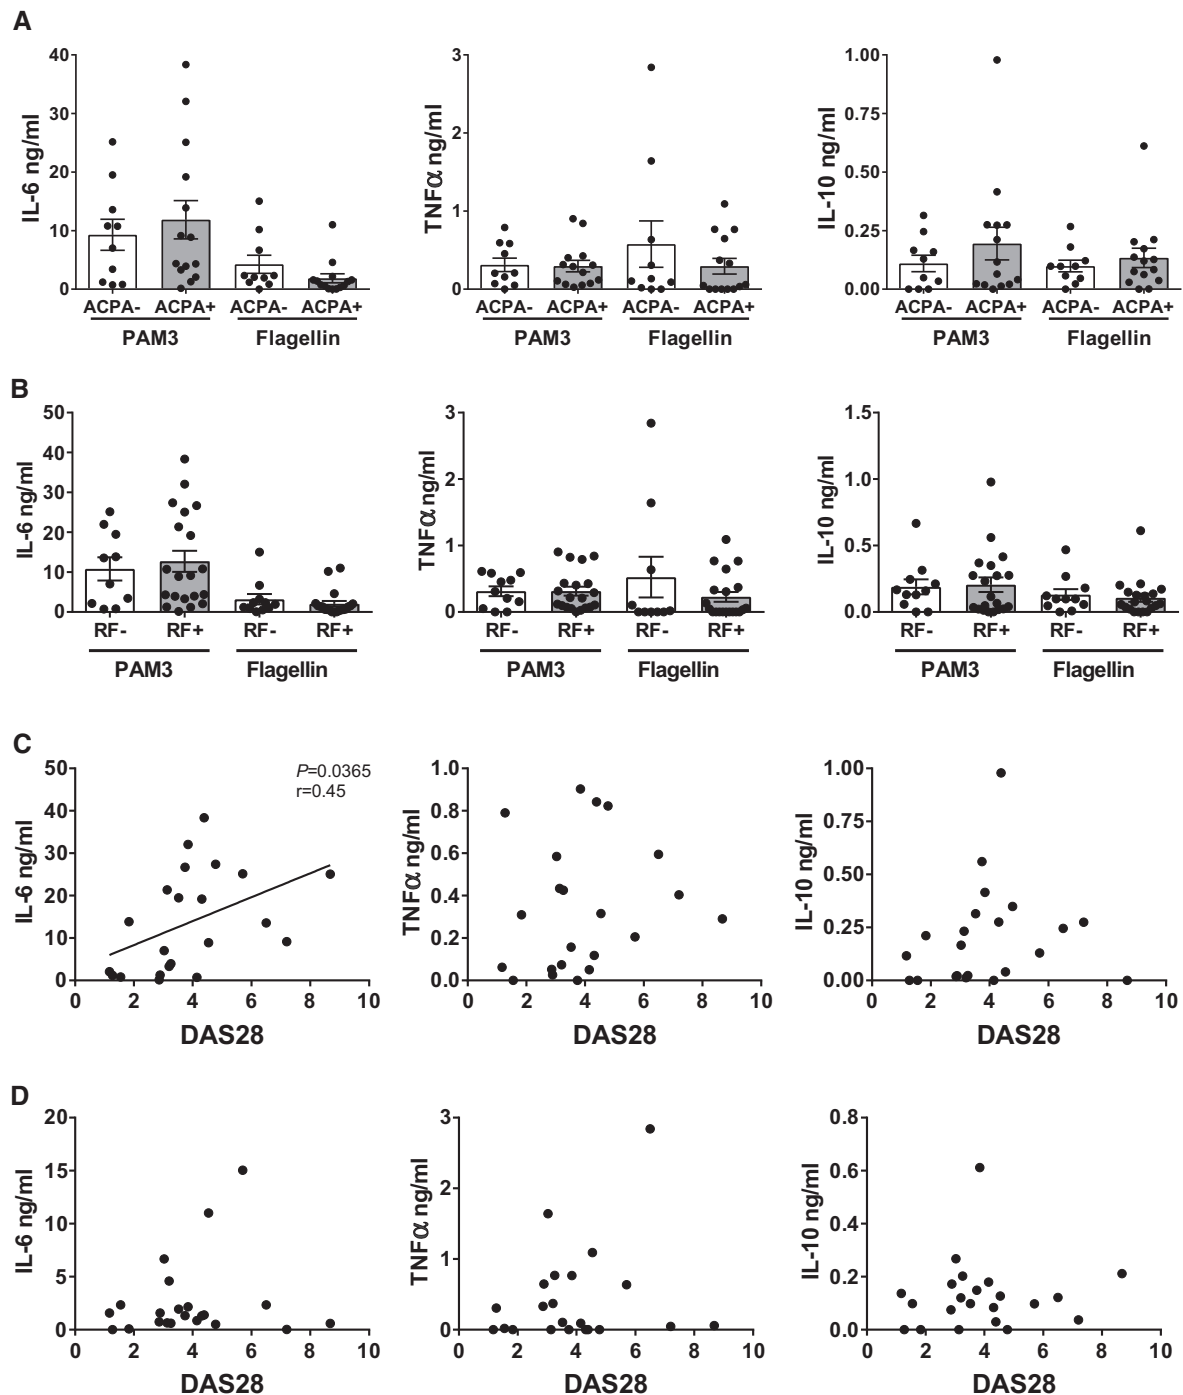 A
IL-6 ng/ml
40
30
20
10
0
ACPA- ACPA+ ACPA- ACPA+
PAM3 Flagellin
TNFα ng/ml
3
2
1
0
ACPA- ACPA+ ACPA- ACPA+
PAM3 Flagellin
IL-10 ng/ml
1.00
0.75
0.50
0.25
0.00
ACPA- ACPA+ ACPA- ACPA+
PAM3 Flagellin
B
IL-6 ng/ml
50
40
30
20
10
0
RF- RF+ RF- RF+
PAM3 Flagellin
TNFα ng/ml
3
2
1
0
RF- RF+ RF- RF+
PAM3 Flagellin
IL-10 ng/ml
1.5
1.0
0.5
0.0
RF- RF+ RF- RF+
PAM3 Flagellin
C
IL-6 ng/ml
50
40
30
20
10
0
P=0.0365
r=0.45
0 2 4 6 8 10
DAS28
TNFα ng/ml
1.0
0.8
0.6
0.4
0.2
0.0
0 2 4 6 8 10
DAS28
IL-10 ng/ml
1.00
0.75
0.50
0.25
0.00
0 2 4 6 8 10
DAS28
D
IL-6 ng/ml
20
15
10
5
0
0 2 4 6 8 10
DAS28
TNFα ng/ml
3
2
1
0
0 2 4 6 8 10
DAS28
IL-10 ng/ml
0.8
0.6
0.4
0.2
0.0
0 2 4 6 8 10
DAS28